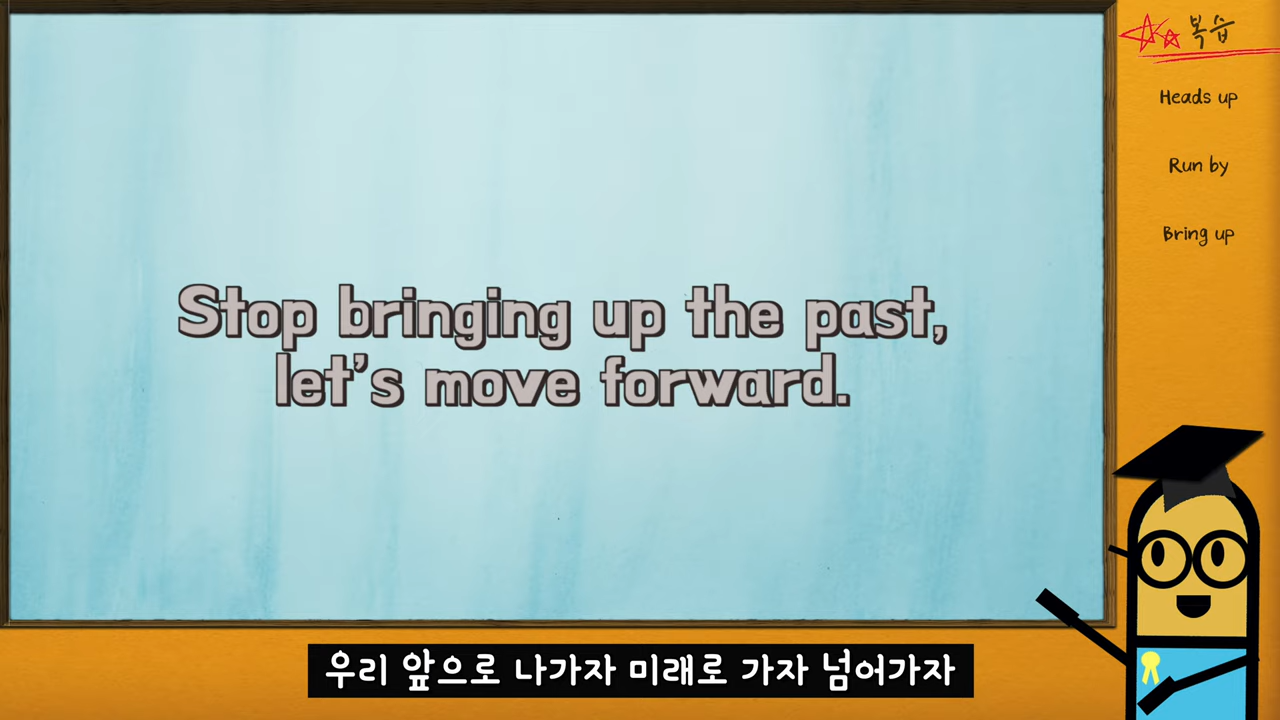 Stop bringing up the past,
let's move forward.
복습
Heads up
Run by
Bring up
우리 앞으로 나가자 미래로 가자 넘어가자